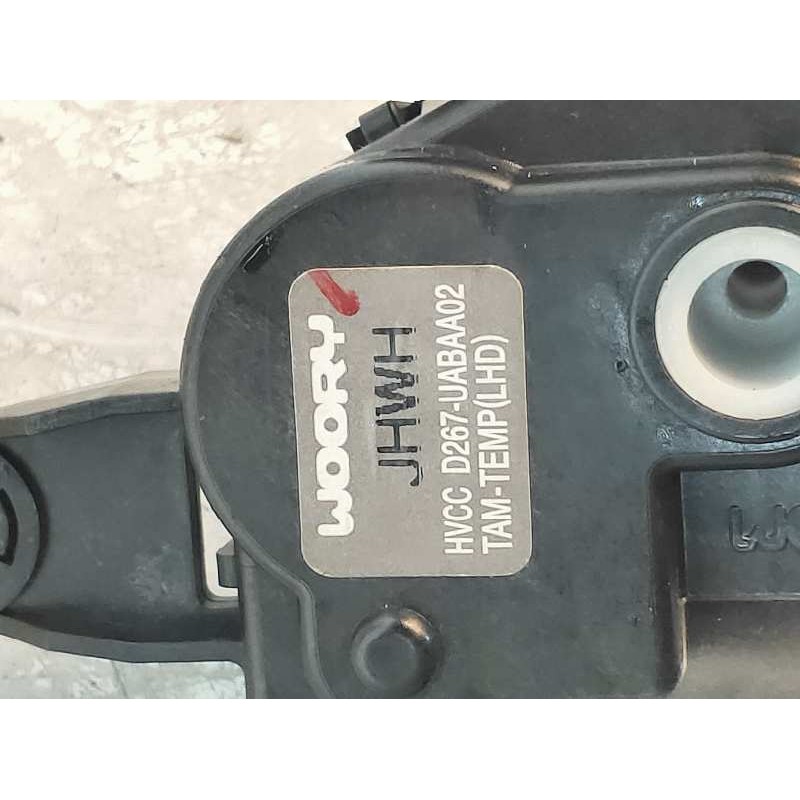 WOORY
JHWH
HVCC D267-UABAA02
TAM-TEMP(LHD)